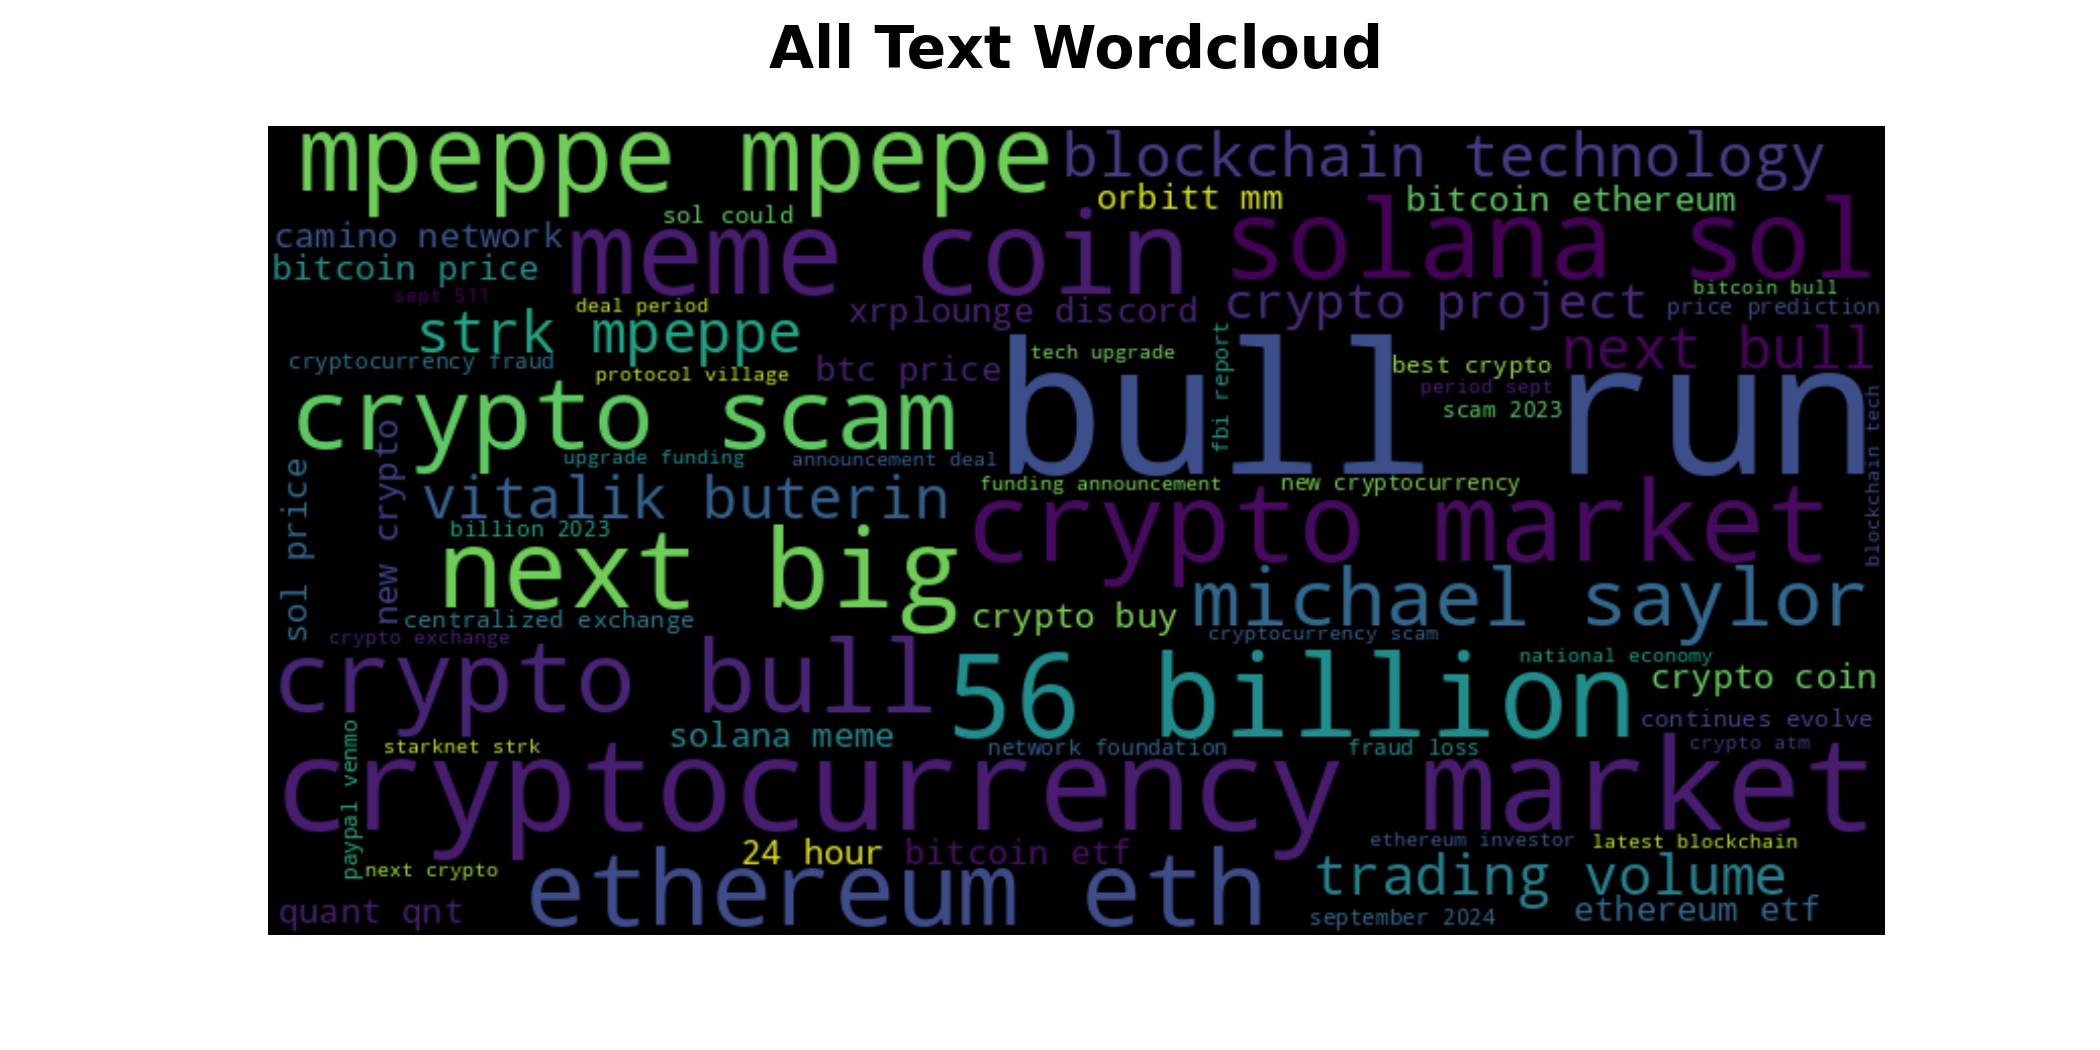 All Text Wordcloud
mpeppe mpepe
blockchain technology
orbitt mm
bitcoin ethereum
sol could
camino network
meme coin
solana sol
bitcoin price
sept 511
deal period
xrplounge discord
crypto project
bitcoin bull
price prediction
strk mpeppe
cryptocurrency fraud
protocol village
btc price
bull run
tech upgrade
fbi report
best crypto
next bull
period sept
scam 2023
blockchain tech
crypto scam
new crypto
upgrade funding
announcement deal
sol price
vitalik buterin
funding announcement
new cryptocurrency
crypto market
billion 2023
next big
michael saylor
centralized exchange
crypto buy
cryptocurrency scam
crypto exchange
crypto bull
56 billion
national economy
crypto coin
continues evolve
paypal venmo
starknet strk
solana meme
network foundation
fraud loss
crypto atm
cryptocurrency market
24 hour
bitcoin etf
ethereum investor
latest blockchain
next crypto
ethereum eth
trading volume
quant qnt
september 2024
ethereum etf